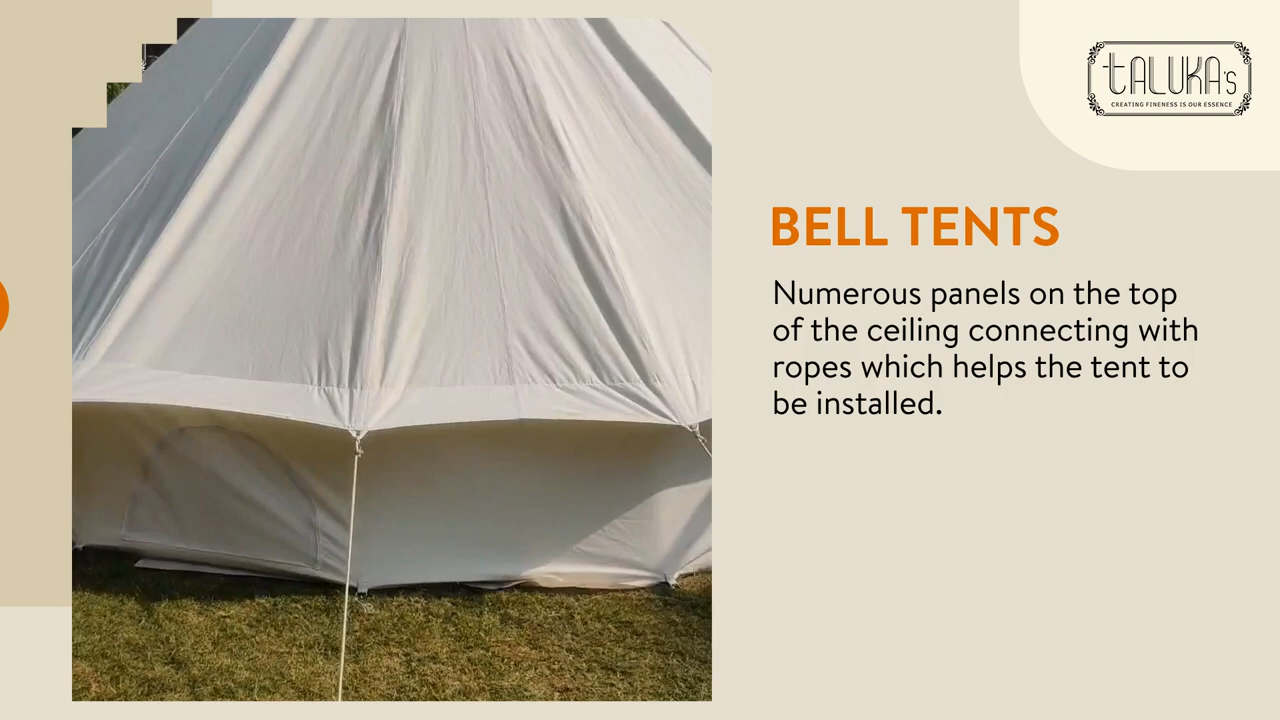 tALUKA's
CREATING FINENESS IS OUR ESSENCE
BELL TENTS
Numerous panels on the top
of the ceiling connecting with
ropes which helps the tent to
be installed.